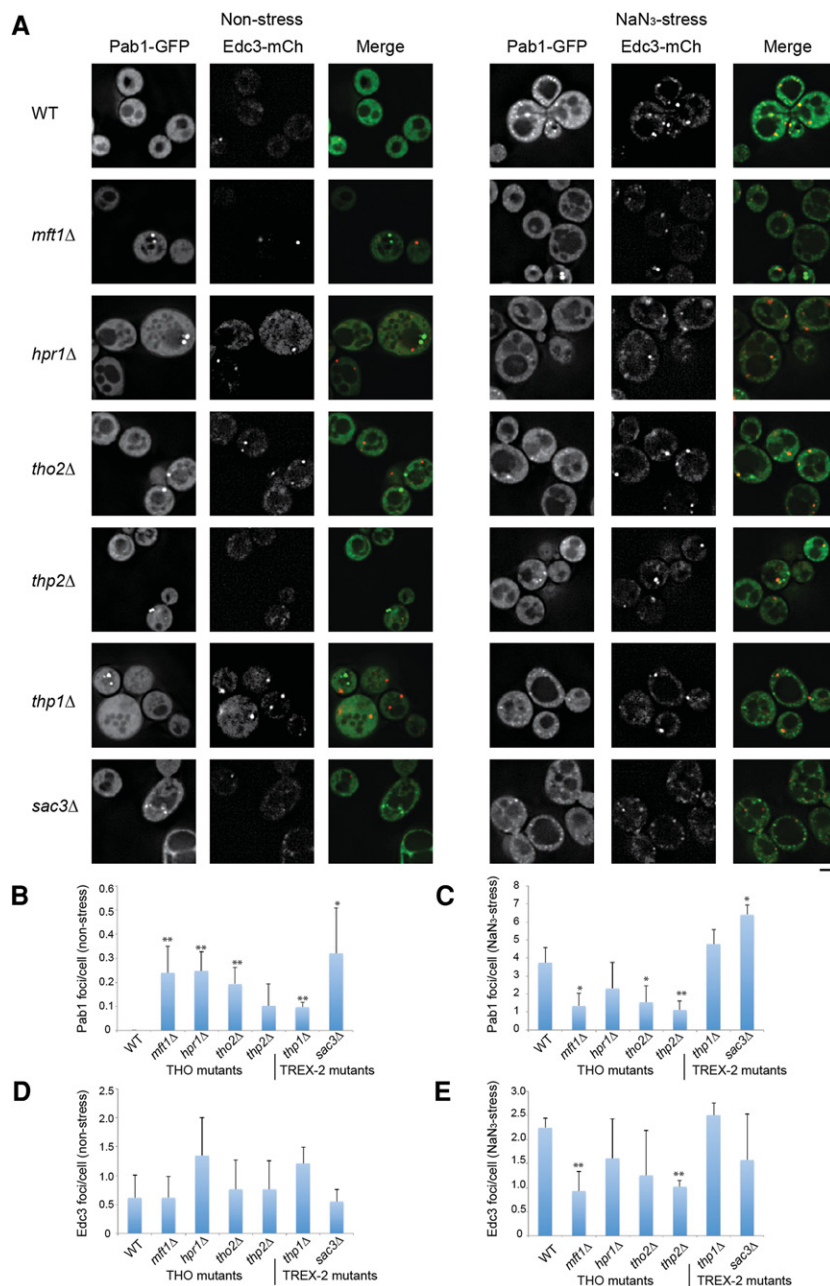 A
Non-stress
NaN₃-stress
Pab1-GFP Edc3-mCh Merge
Pab1-GFP Edc3-mCh Merge
WT
mft1Δ
hpr1Δ
tho2Δ
thp2Δ
thp1Δ
sac3Δ
B
Pab1 foci/cell (non-stress)
0.6
0.5
0.4
0.3
0.2
0.1
0
** ** ** ** *
WT mft1Δ hpr1Δ tho2Δ thp2Δ thp1Δ sac3Δ
THO mutants TREX-2 mutants
C
Pab1 foci/cell (NaN₃-stress)
8
7
6
5
4
3
2
1
0
* * ** *
WT mft1Δ hpr1Δ tho2Δ thp2Δ thp1Δ sac3Δ
THO mutants TREX-2 mutants
D
Edc3 foci/cell (non-stress)
2.5
2.0
1.5
1.0
0.5
0
WT mft1Δ hpr1Δ tho2Δ thp2Δ thp1Δ sac3Δ
THO mutants TREX-2 mutants
E
Edc3 foci/cell (NaN₃-stress)
3.0
2.5
2.0
1.5
1.0
0.5
0
** **
WT mft1Δ hpr1Δ tho2Δ thp2Δ thp1Δ sac3Δ
THO mutants TREX-2 mutants